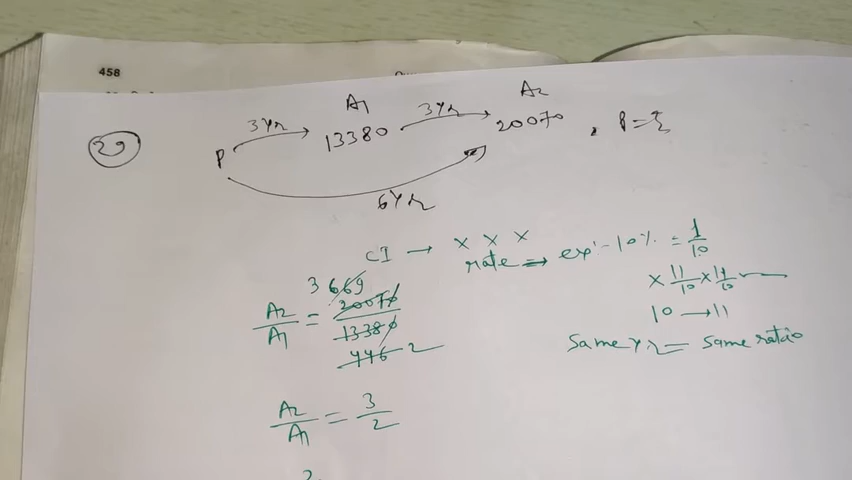 458
29
P 3Yr A1 13380 3Yr A2 20070 , P=?
6Yr
CI → × × ×
rate → ex:- 10% = 1/10
× 11/10 × 11/10
10 → 11
Same Yr = Same ratio
3 669
A2/A1 = 20070/13380
446 2
A2/A1 = 3/2